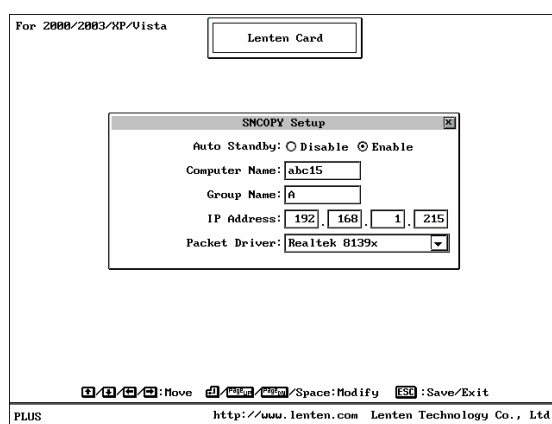 For 2000/2003/XP/Vista
Lenten Card
SNCOPY Setup
Auto Standby: Disable Enable
Computer Name: abc15
Group Name: A
IP Address: 192 . 168 . 1 . 215
Packet Driver: Realtek 8139x
:Move PageUp/PageDn/Space:Modify ESC :Save/Exit
PLUS http://www.lenten.com Lenten Technology Co., Ltd